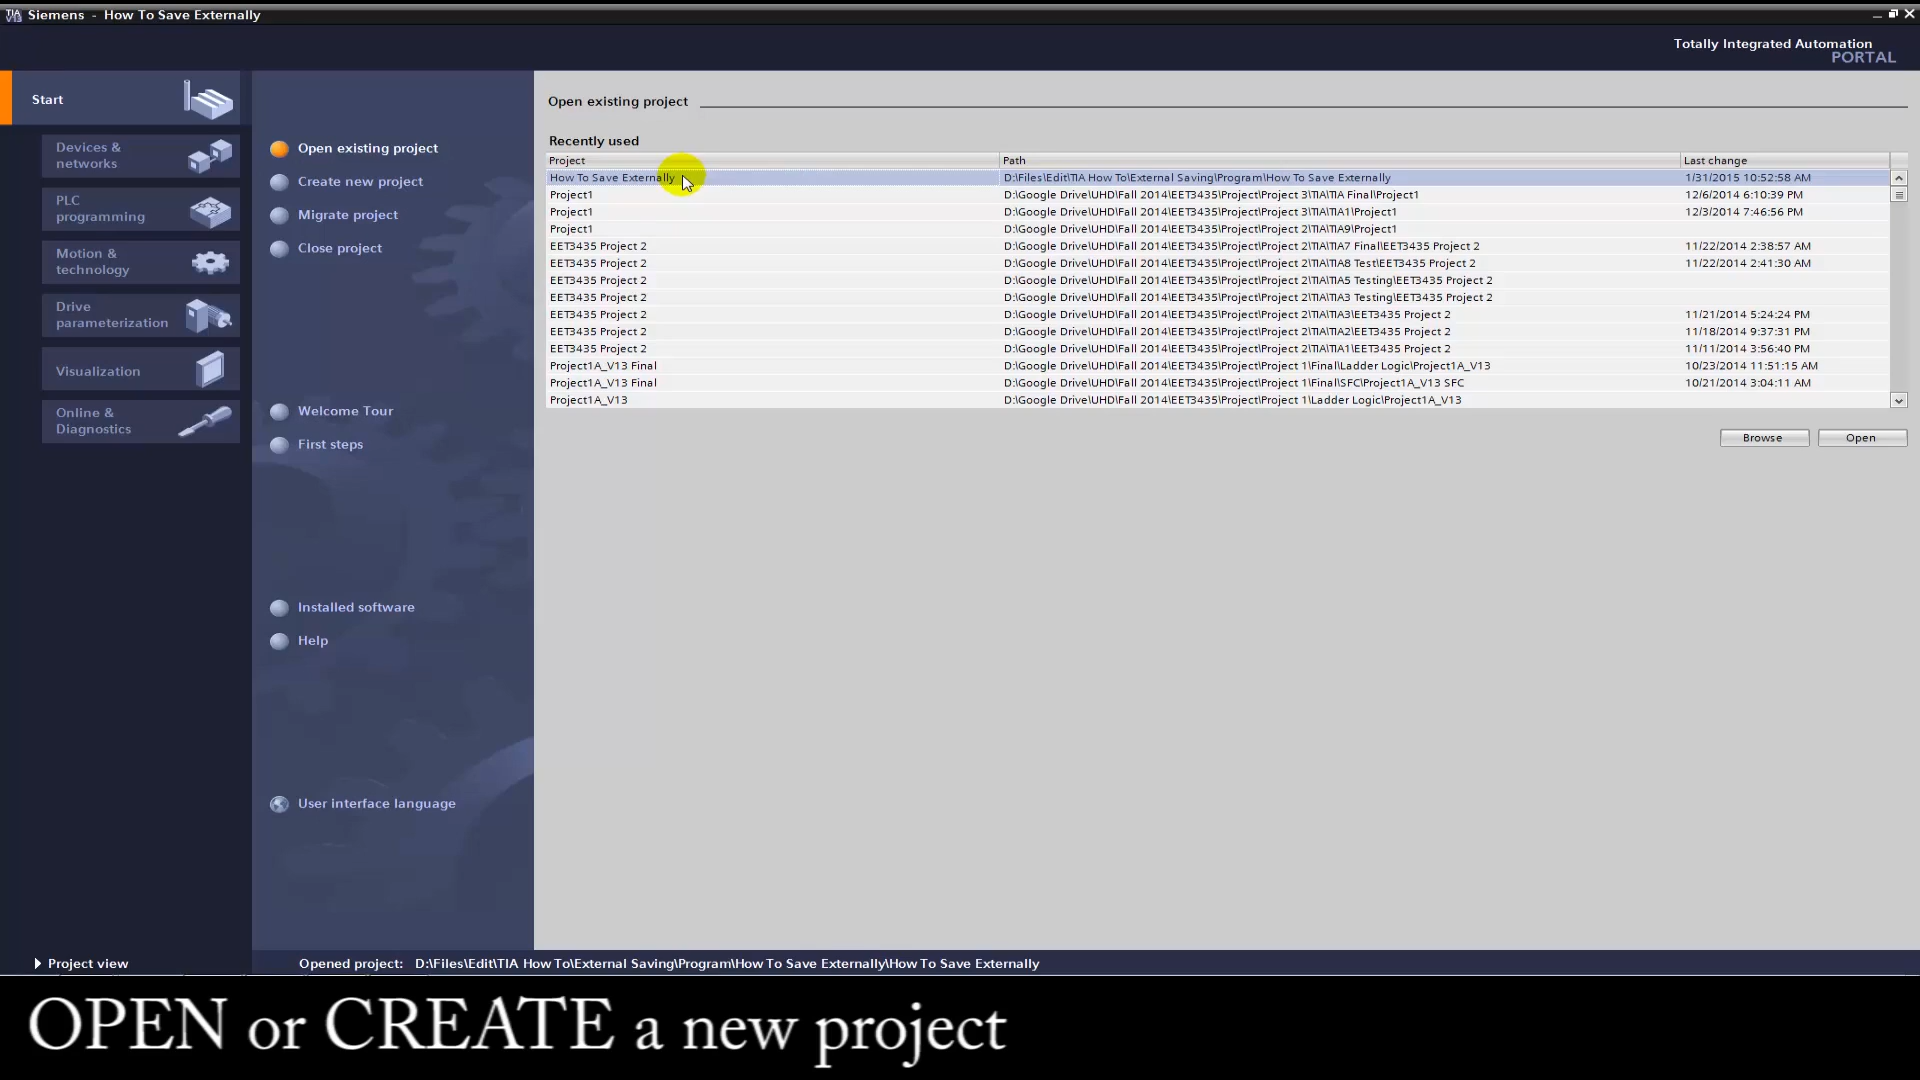 TIA V13 Siemens - How To Save Externally
Totally Integrated Automation
PORTAL
Start
Devices &
networks
PLC
programming
Motion &
technology
Drive
parameterization
Visualization
Online &
Diagnostics
Open existing project
Create new project
Migrate project
Close project
Welcome Tour
First steps
Installed software
Help
User interface language
Open existing project
Recently used
Project Path Last change
How To Save Externally D:\Files\Edit\TIA How To\External Saving\Program\How To Save Externally 1/31/2015 10:52:58 AM
Project1 D:\Google Drive\UHD\Fall 2014\EET3435\Project\Project 3\TIA\TIA Final\Project1 12/6/2014 6:10:39 PM
Project1 D:\Google Drive\UHD\Fall 2014\EET3435\Project\Project 3\TIA\TIA1\Project1 12/3/2014 7:46:56 PM
Project1 D:\Google Drive\UHD\Fall 2014\EET3435\Project\Project 3\TIA\TIA9\Project1
EET3435 Project 2 D:\Google Drive\UHD\Fall 2014\EET3435\Project\Project 2\TIA\TIA7 Final\EET3435 Project 2 11/22/2014 2:38:57 AM
EET3435 Project 2 D:\Google Drive\UHD\Fall 2014\EET3435\Project\Project 2\TIA\TIA8 Test\EET3435 Project 2 11/22/2014 2:41:30 AM
EET3435 Project 2 D:\Google Drive\UHD\Fall 2014\EET3435\Project\Project 2\TIA\TIA5 Testing\EET3435 Project 2
EET3435 Project 2 D:\Google Drive\UHD\Fall 2014\EET3435\Project\Project 2\TIA\TIA3 Testing\EET3435 Project 2
EET3435 Project 2 D:\Google Drive\UHD\Fall 2014\EET3435\Project\Project 2\TIA\TIA3\EET3435 Project 2 11/21/2014 5:24:24 PM
EET3435 Project 2 D:\Google Drive\UHD\Fall 2014\EET3435\Project\Project 2\TIA\TIA2\EET3435 Project 2 11/18/2014 9:37:31 PM
EET3435 Project 2 D:\Google Drive\UHD\Fall 2014\EET3435\Project\Project 2\TIA\TIA1\EET3435 Project 2 11/11/2014 3:56:40 PM
Project1A_V13 Final D:\Google Drive\UHD\Fall 2014\EET3435\Project\Project 1\Final\Ladder Logic\Project1A_V13 10/23/2014 11:51:15 AM
Project1A_V13 Final D:\Google Drive\UHD\Fall 2014\EET3435\Project\Project 1\Final\SFC\Project1A_V13 SFC 10/21/2014 3:04:11 AM
Project1A_V13 D:\Google Drive\UHD\Fall 2014\EET3435\Project\Project 1\Ladder Logic\Project1A_V13
Browse Open
Project view
Opened project: D:\Files\Edit\TIA How To\External Saving\Program\How To Save Externally\How To Save Externally
OPEN or CREATE a new project